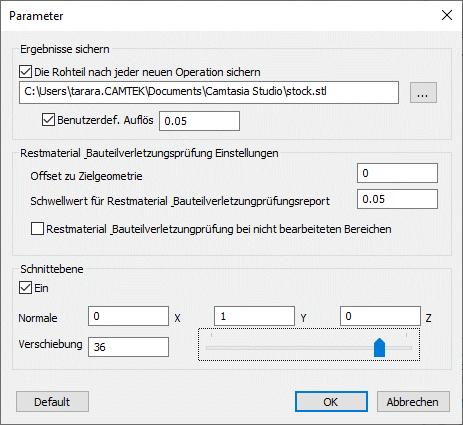 Parameter
Ergebnisse sichern
Die Rohteil nach jeder neuen Operation sichern
C:\Users\tarara.CAMTEK\Documents\Camtasia Studio\stock.stl
...
Benutzerdef. Auflös 0.05
Restmaterial_Bauteilverletzungsprüfung Einstellungen
Offset zu Zielgeometrie 0
Schwellwert für Restmaterial_Bauteilverletzungprüfungsreport 0.05
Restmaterial_Bauteilverletzungprüfung bei nicht bearbeiteten Bereichen
Schnittebene
Ein
Normale 0 X 1 Y 0 Z
Verschiebung 36
Default OK Abbrechen